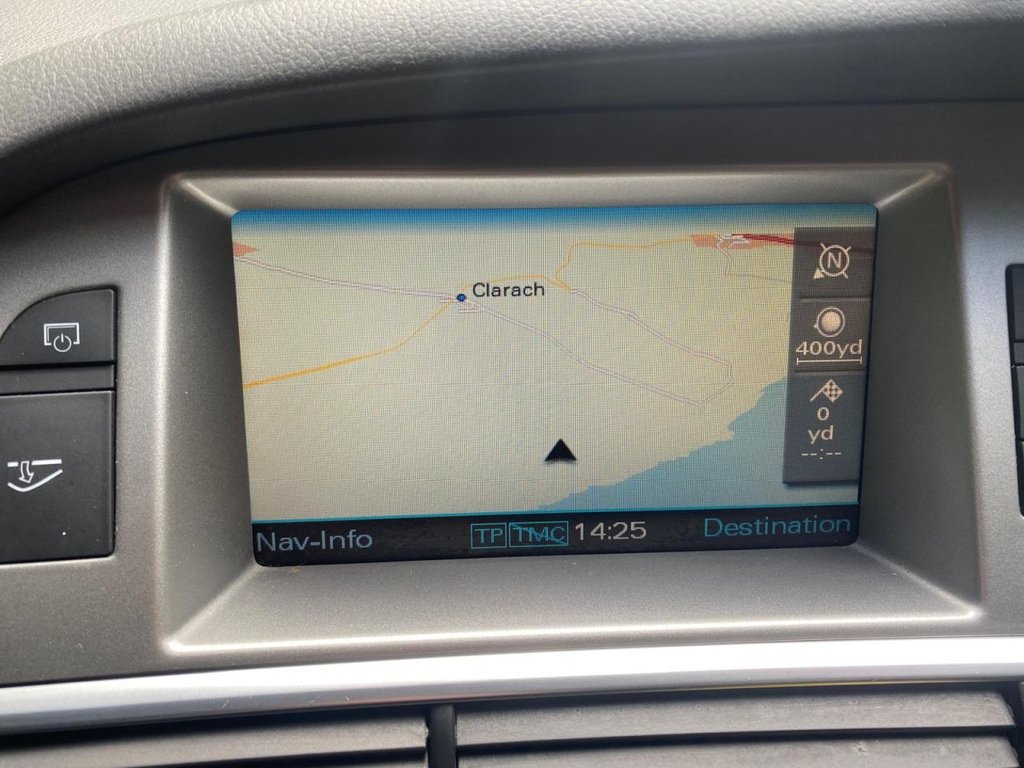 N
Clarach
400yd
0
yd
--:--
Nav-Info TP TMC 14:25 Destination